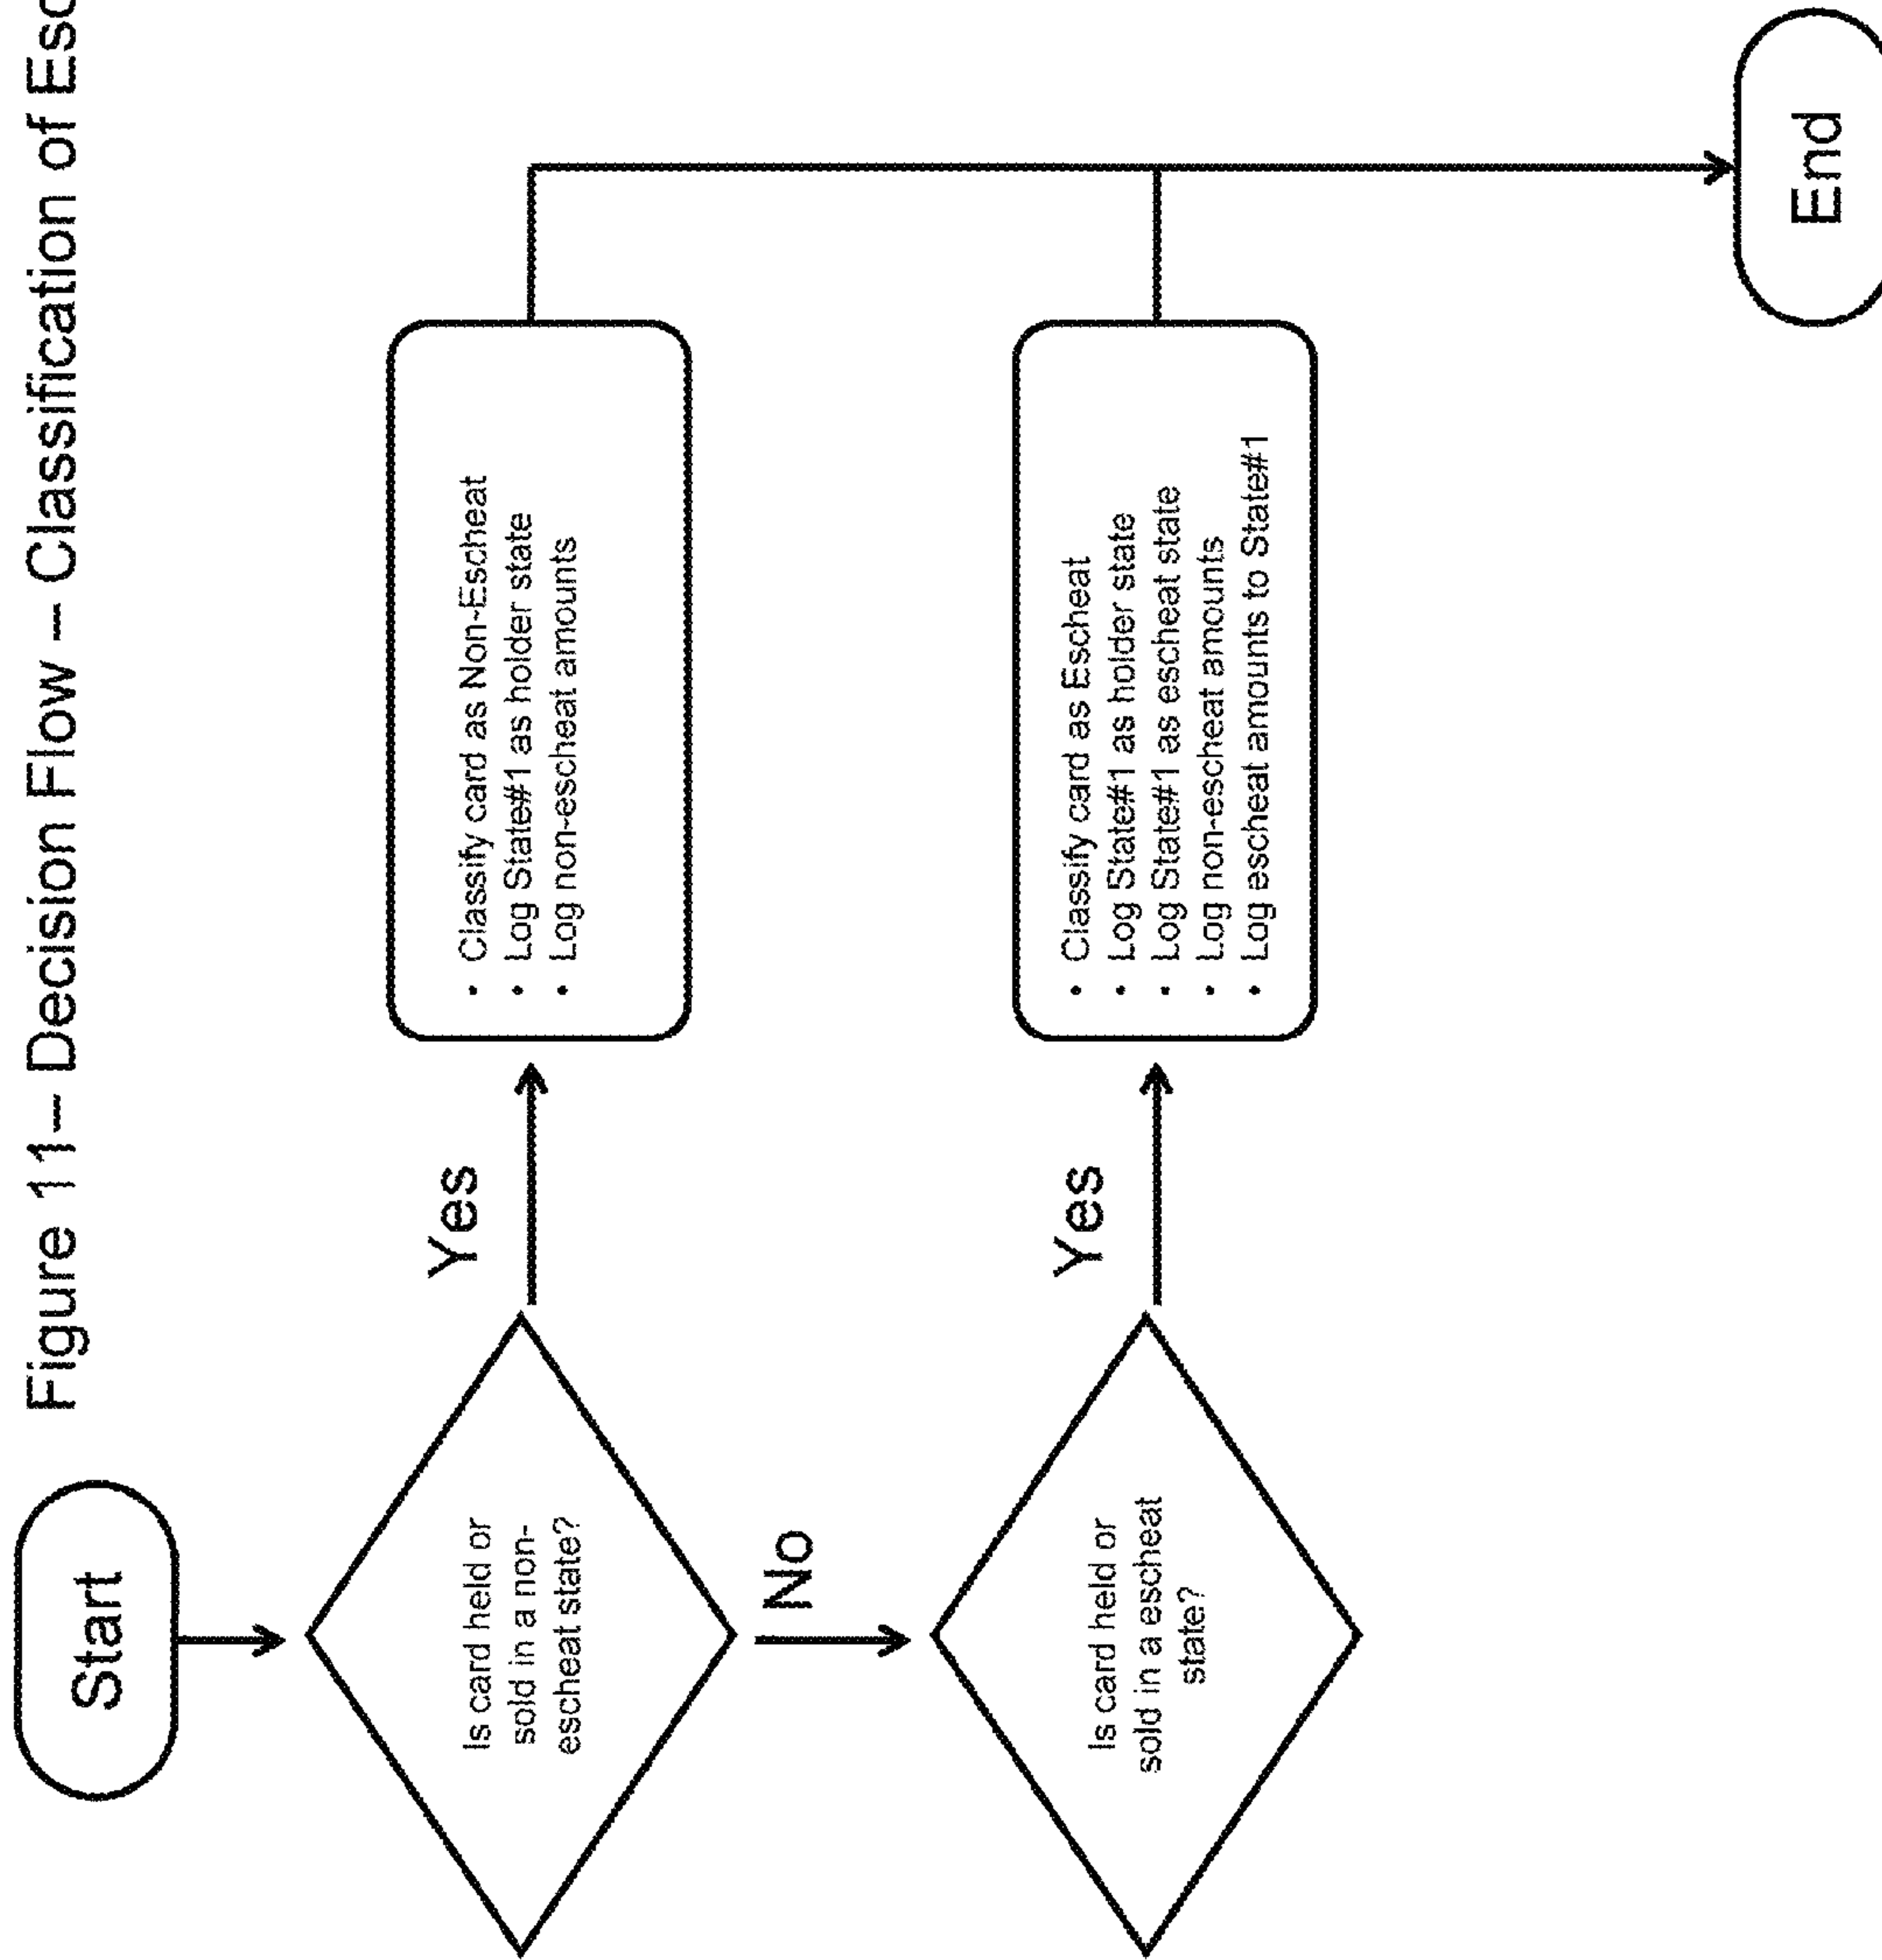 Figure 11-- Decision Flow -- Classification of
Start
Is card held or
sold in a non-
escheat state?
Yes
• Classify card as Non-Escheat
• Log State#1 as holder state
• Log non-escheat amounts
No
Is card held or
sold in a escheat
state?
Yes
• Classify card as Escheat
• Log State#1 as holder state
• Log State#1 as escheat state
• Log non-escheat amounts
• Log escheat amounts to State#1
End